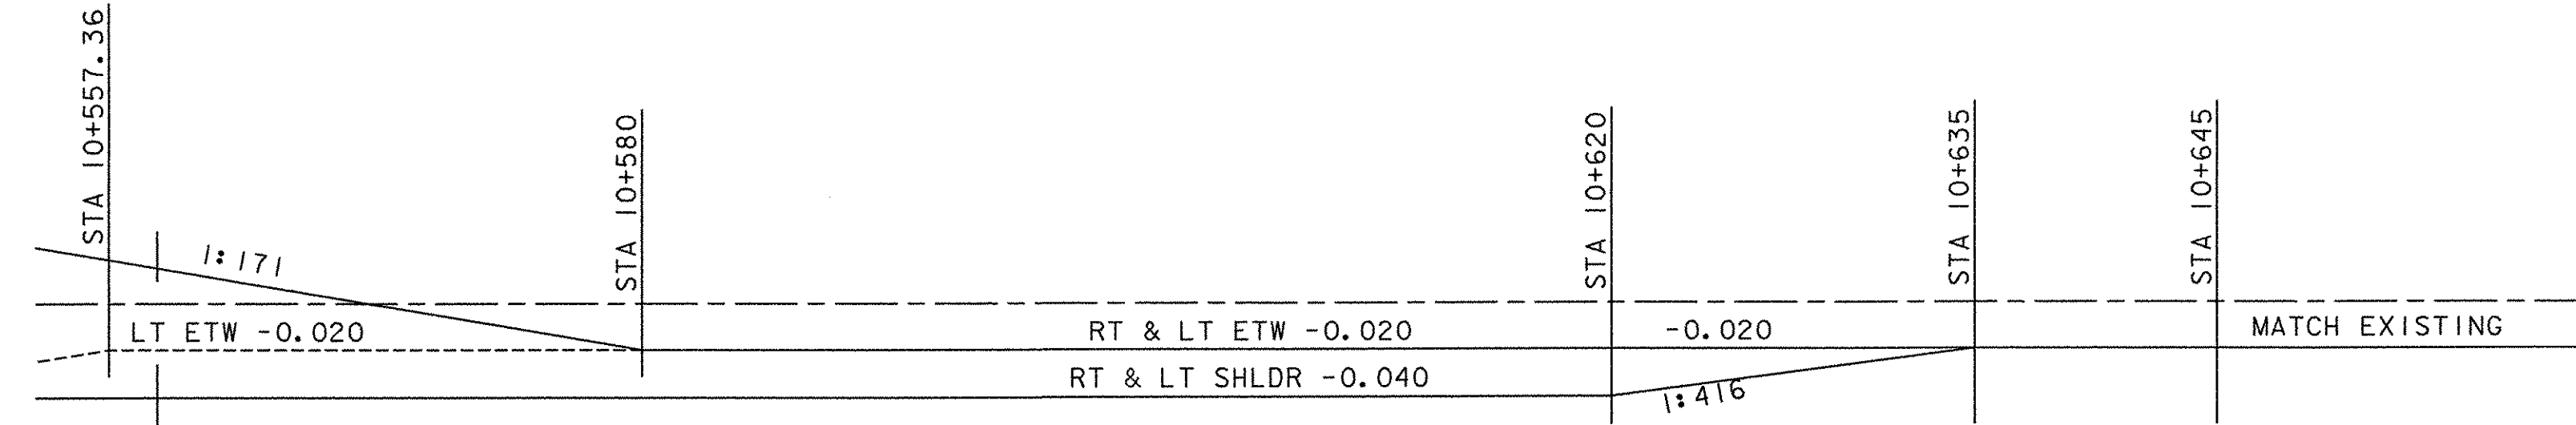 STA 10+557.36
STA 10+580
STA 10+620
STA 10+635
STA 10+645
1:171
LT ETW -0.020
RT & LT ETW -0.020
-0.020
MATCH EXISTING
RT & LT SHLDR -0.040
1:416